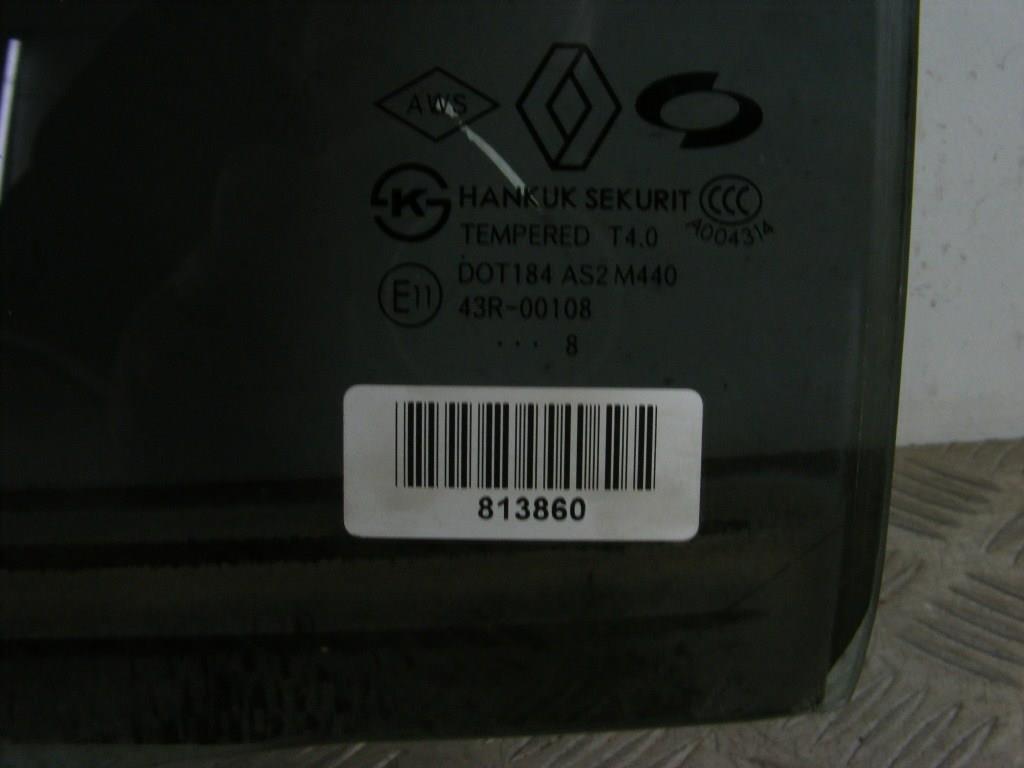 AWS
K
HANKUK SEKURIT CCC
A004314
TEMPERED T4.0
E11 DOT184 AS2 M440
43R-00108
... 8
813860